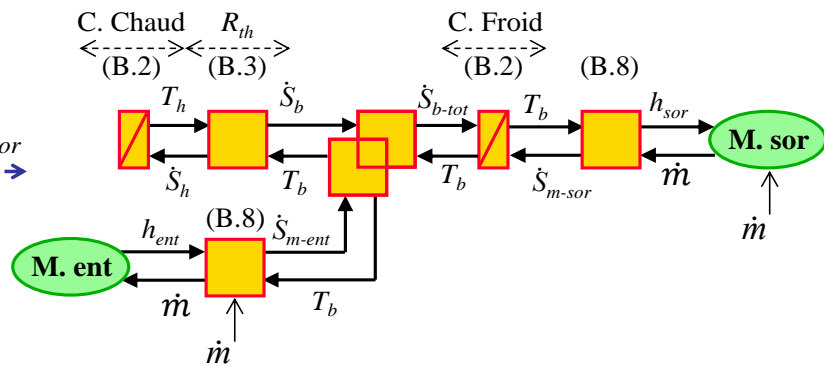 C. Chaud R_th C. Froid
(B.2) (B.3) (B.2) (B.8)
T_h Ṡ_b Ṡ_b-tot T_b h_sor
or M. sor
Ṡ_h T_b T_b Ṡ_m-sor ṁ
(B.8)
h_ent Ṡ_m-ent ṁ
M. ent
ṁ T_b
ṁ